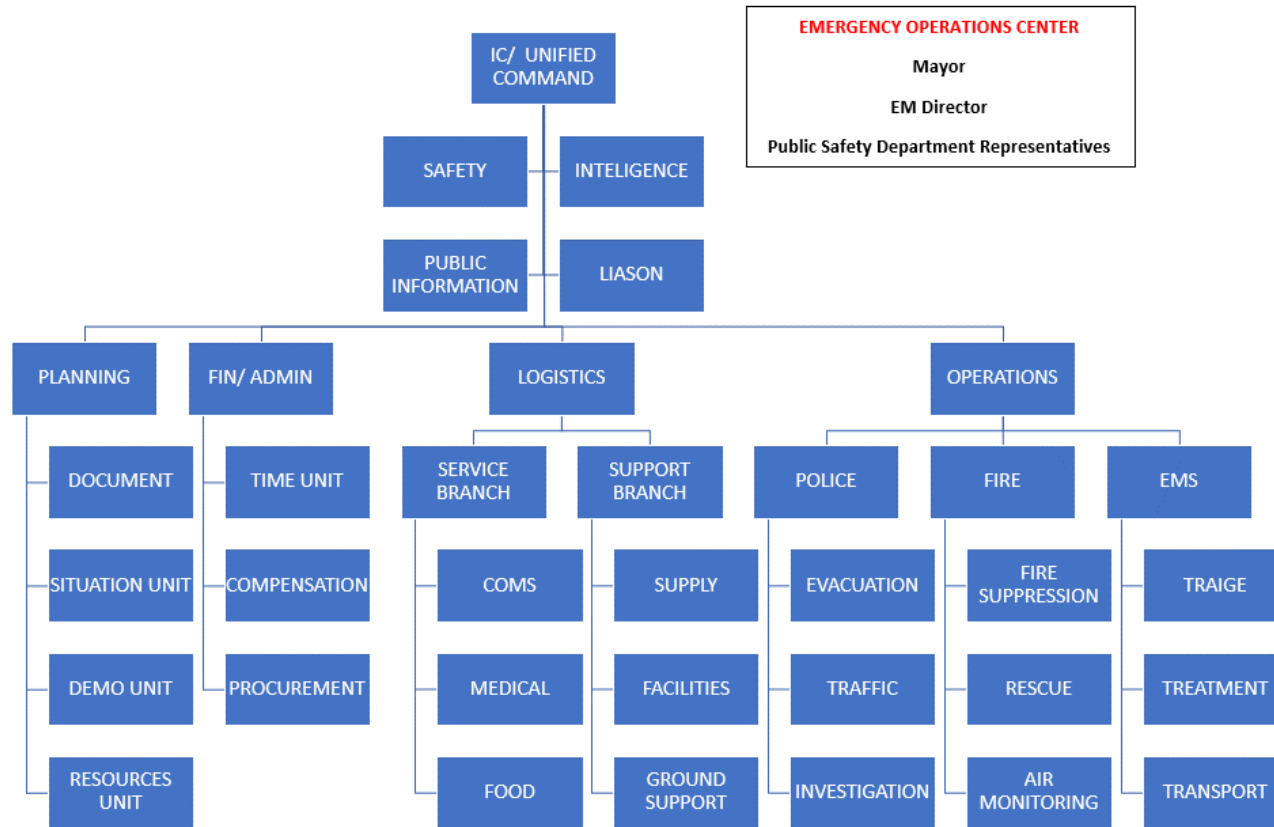 EMERGENCY OPERATIONS CENTER
Mayor
EM Director
Public Safety Department Representatives
IC/ UNIFIED
COMMAND
SAFETY
INTELIGENCE
PUBLIC
INFORMATION
LIASON
PLANNING
FIN/ ADMIN
LOGISTICS
OPERATIONS
DOCUMENT
TIME UNIT
SERVICE
BRANCH
SUPPORT
BRANCH
POLICE
FIRE
EMS
SITUATION UNIT
COMPENSATION
COMS
SUPPLY
EVACUATION
FIRE
SUPPRESSION
TRAIGE
DEMO UNIT
PROCUREMENT
MEDICAL
FACILITIES
TRAFFIC
RESCUE
TREATMENT
RESOURCES
UNIT
FOOD
GROUND
SUPPORT
INVESTIGATION
AIR
MONITORING
TRANSPORT